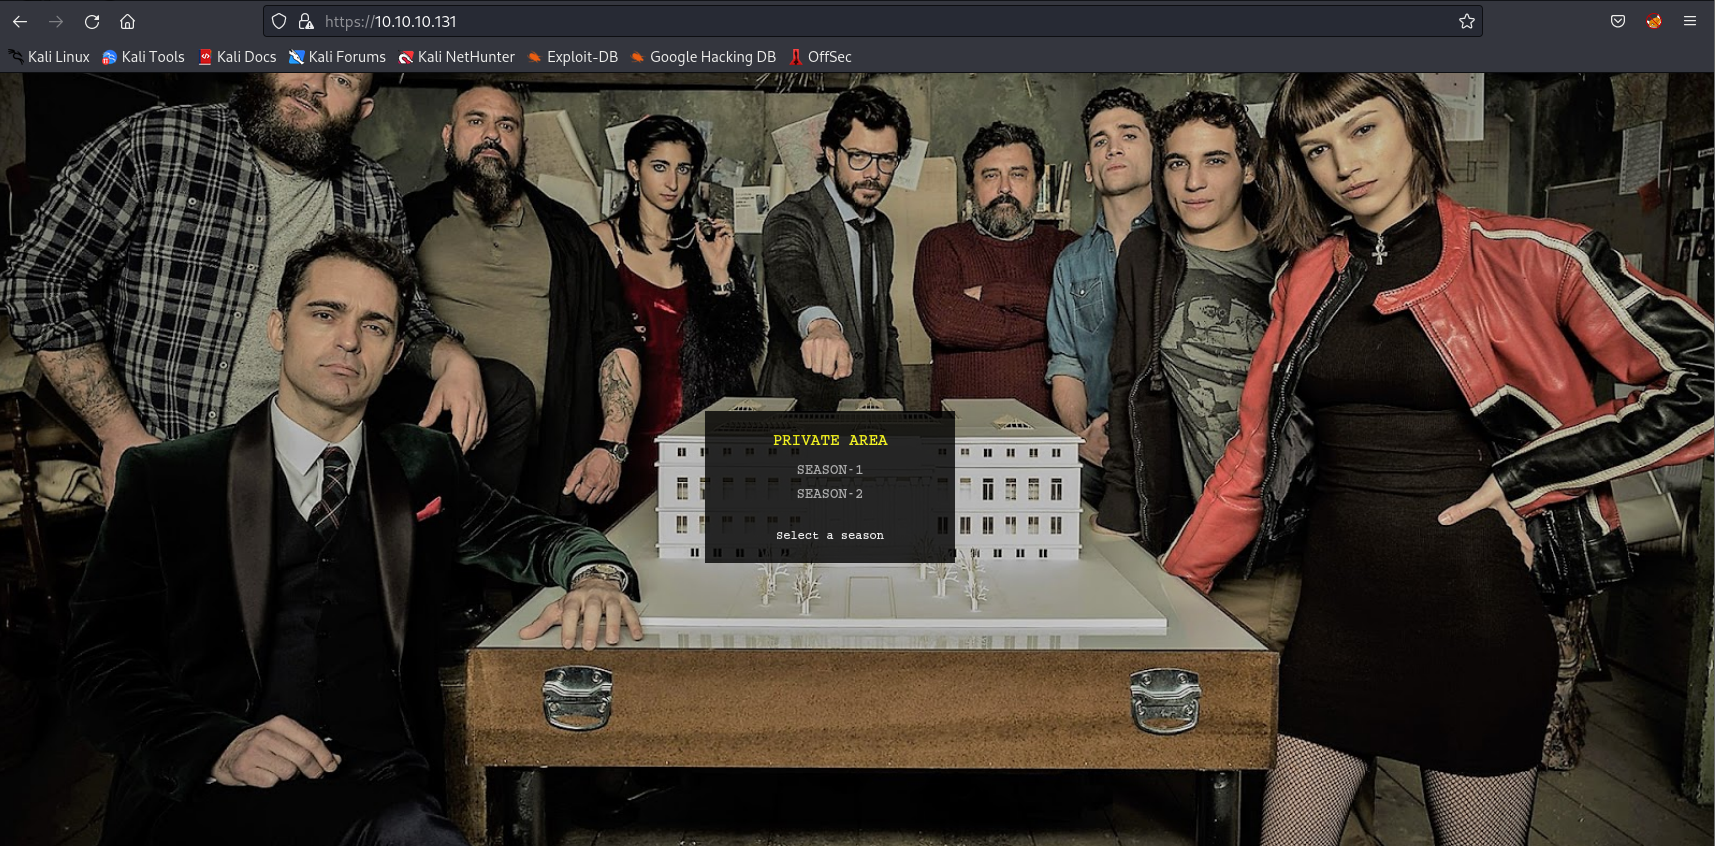 https://10.10.10.131
Kali Linux Kali Tools Kali Docs Kali Forums Kali NetHunter Exploit-DB Google Hacking DB OffSec
PRIVATE AREA
SEASON-1
SEASON-2
Select a season